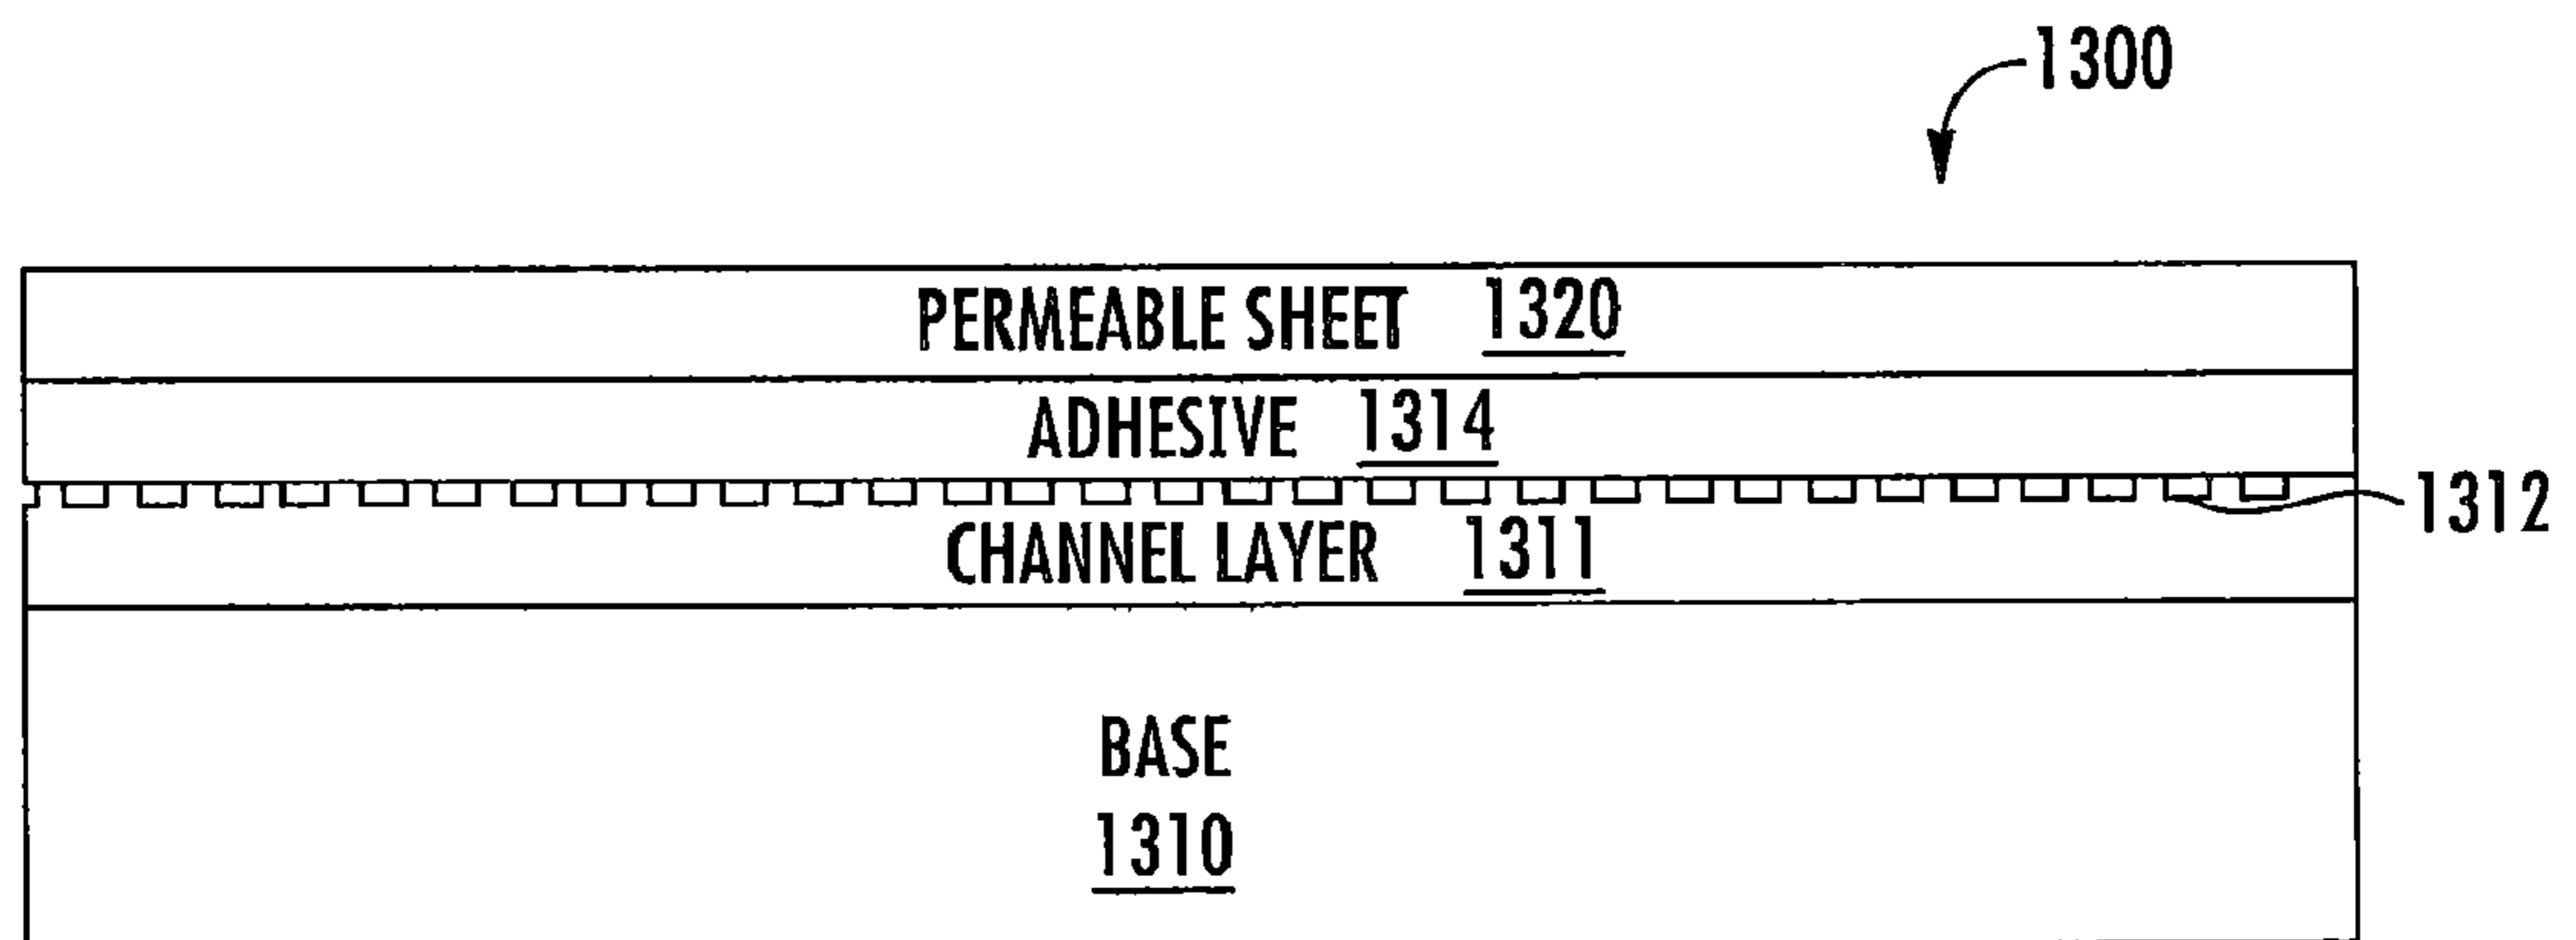 1300
PERMEABLE SHEET 1320
ADHESIVE 1314
1312
CHANNEL LAYER 1311
BASE
1310